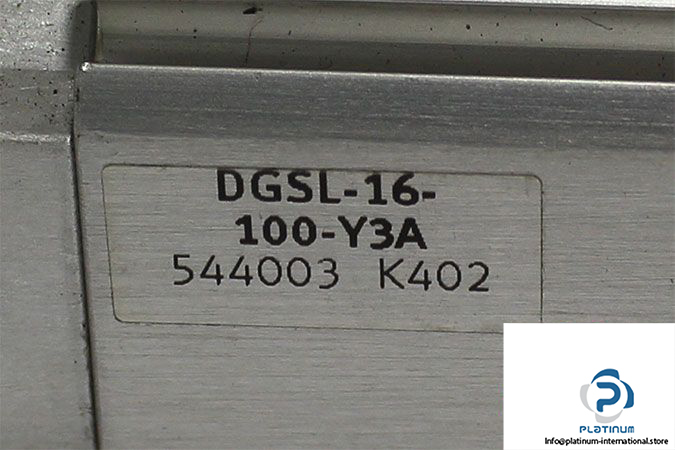 DGSL-16-
100-Y3A
544003 K402
PLATINUM
Info@platinum-international.store